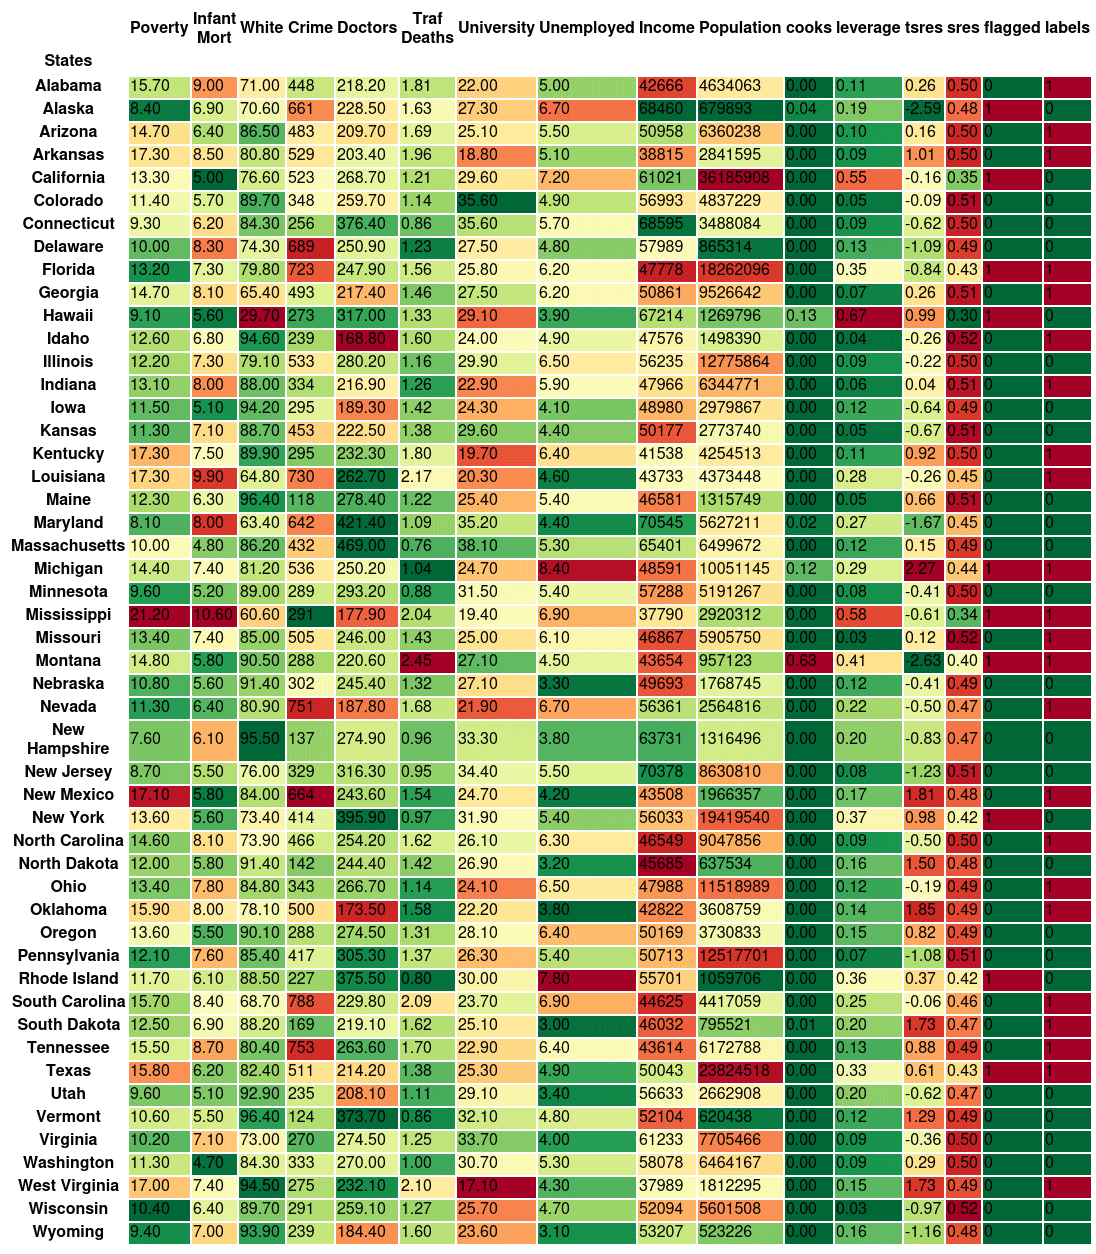 Poverty Infant Mort White Crime Doctors Traf Deaths University Unemployed Income Population cooks leverage tsres sres flagged labels
States
Alabama 15.70 9.00 71.00 448 218.20 1.81 22.00 5.00 42666 4634063 0.00 0.11 0.26 0.50 0 1
Alaska 8.40 6.90 70.60 661 228.50 1.63 27.30 6.70 68460 679893 0.04 0.19 -2.59 0.48 1 0
Arizona 14.70 6.40 86.50 483 209.70 1.69 25.10 5.50 50958 6360238 0.00 0.10 0.16 0.50 0 1
Arkansas 17.30 8.50 80.80 529 203.40 1.96 18.80 5.10 38815 2841595 0.00 0.09 1.01 0.50 0 1
California 13.30 5.00 76.60 523 268.70 1.21 29.60 7.20 61021 36185908 0.00 0.55 -0.16 0.35 1 0
Colorado 11.40 5.70 89.70 348 259.70 1.14 35.60 4.90 56993 4837229 0.00 0.05 -0.09 0.51 0 0
Connecticut 9.30 6.20 84.30 256 376.40 0.86 35.60 5.70 68595 3488084 0.00 0.09 -0.62 0.50 0 0
Delaware 10.00 8.30 74.30 689 250.90 1.23 27.50 4.80 57989 865314 0.00 0.13 -1.09 0.49 0 0
Florida 13.20 7.30 79.80 723 247.90 1.56 25.80 6.20 47778 18262096 0.00 0.35 -0.84 0.43 1 1
Georgia 14.70 8.10 65.40 493 217.40 1.46 27.50 6.20 50861 9526642 0.00 0.07 0.26 0.51 0 1
Hawaii 9.10 5.60 29.70 273 317.00 1.33 29.10 3.90 67214 1269796 0.13 0.67 0.99 0.30 1 0
Idaho 12.60 6.80 94.60 239 168.80 1.60 24.00 4.90 47576 1498390 0.00 0.04 -0.26 0.52 0 1
Illinois 12.20 7.30 79.10 533 280.20 1.16 29.90 6.50 56235 12775864 0.00 0.09 -0.22 0.50 0 0
Indiana 13.10 8.00 88.00 334 216.90 1.26 22.90 5.90 47966 6344771 0.00 0.06 0.04 0.51 0 1
Iowa 11.50 5.10 94.20 295 189.30 1.42 24.30 4.10 48980 2979867 0.00 0.12 -0.64 0.49 0 0
Kansas 11.30 7.10 88.70 453 222.50 1.38 29.60 4.40 50177 2773740 0.00 0.05 -0.67 0.51 0 0
Kentucky 17.30 7.50 89.90 295 232.30 1.80 19.70 6.40 41538 4254513 0.00 0.11 0.92 0.50 0 1
Louisiana 17.30 9.90 64.80 730 262.70 2.17 20.30 4.60 43733 4373448 0.00 0.28 -0.26 0.45 0 1
Maine 12.30 6.30 96.40 118 278.40 1.22 25.40 5.40 46581 1315749 0.00 0.05 0.66 0.51 0 0
Maryland 8.10 8.00 63.40 642 421.40 1.09 35.20 4.40 70545 5627211 0.02 0.27 -1.67 0.45 0 0
Massachusetts 10.00 4.80 86.20 432 469.00 0.76 38.10 5.30 65401 6499672 0.00 0.12 0.15 0.49 0 0
Michigan 14.40 7.40 81.20 536 250.20 1.04 24.70 8.40 48591 10051145 0.12 0.29 2.27 0.44 1 1
Minnesota 9.60 5.20 89.00 289 293.20 0.88 31.50 5.40 57288 5191267 0.00 0.08 -0.41 0.50 0 0
Mississippi 21.20 10.60 60.60 291 177.90 2.04 19.40 6.90 37790 2920312 0.00 0.58 -0.61 0.34 1 1
Missouri 13.40 7.40 85.00 505 246.00 1.43 25.00 6.10 46867 5905750 0.00 0.03 0.12 0.52 0 1
Montana 14.80 5.80 90.50 288 220.60 2.45 27.10 4.50 43654 957123 0.63 0.41 -2.63 0.40 1 1
Nebraska 10.80 5.60 91.40 302 245.40 1.32 27.10 3.30 49693 1768745 0.00 0.12 -0.41 0.49 0 0
Nevada 11.30 6.40 80.90 751 187.80 1.68 21.90 6.70 56361 2564816 0.00 0.22 -0.50 0.47 0 1
New Hampshire 7.60 6.10 95.50 137 274.90 0.96 33.30 3.80 63731 1316496 0.00 0.20 -0.83 0.47 0 0
New Jersey 8.70 5.50 76.00 329 316.30 0.95 34.40 5.50 70378 8630810 0.00 0.08 -1.23 0.51 0 0
New Mexico 17.10 5.80 84.00 664 243.60 1.54 24.70 4.20 43508 1966357 0.00 0.17 1.81 0.48 0 1
New York 13.60 5.60 73.40 414 395.90 0.97 31.90 5.40 56033 19419540 0.00 0.37 0.98 0.42 1 0
North Carolina 14.60 8.10 73.90 466 254.20 1.62 26.10 6.30 46549 9047856 0.00 0.09 -0.50 0.50 0 1
North Dakota 12.00 5.80 91.40 142 244.40 1.42 26.90 3.20 45685 637534 0.00 0.16 1.50 0.48 0 0
Ohio 13.40 7.80 84.80 343 266.70 1.14 24.10 6.50 47988 11518989 0.00 0.12 -0.19 0.49 0 1
Oklahoma 15.90 8.00 78.10 500 173.50 1.58 22.20 3.80 42822 3608759 0.00 0.14 1.85 0.49 0 1
Oregon 13.60 5.50 90.10 288 274.50 1.31 28.10 6.40 50169 3730833 0.00 0.15 0.82 0.49 0 1
Pennsylvania 12.10 7.60 85.40 417 305.30 1.37 26.30 5.40 50713 12517701 0.00 0.07 -1.08 0.51 0 0
Rhode Island 11.70 6.10 88.50 227 375.50 0.80 30.00 7.80 55701 1059706 0.00 0.36 0.37 0.42 1 0
South Carolina 15.70 8.40 68.70 788 229.80 2.09 23.70 6.90 44625 4417059 0.00 0.25 -0.06 0.46 0 1
South Dakota 12.50 6.90 88.20 169 219.10 1.62 25.10 3.00 46032 795521 0.01 0.20 1.73 0.47 0 1
Tennessee 15.50 8.70 80.40 753 263.60 1.70 22.90 6.40 43614 6172788 0.00 0.13 0.88 0.49 0 1
Texas 15.80 6.20 82.40 511 214.20 1.38 25.30 4.90 50043 23824518 0.00 0.33 0.61 0.43 1 1
Utah 9.60 5.10 92.90 235 208.10 1.11 29.10 3.40 56633 2662908 0.00 0.20 -0.62 0.47 0 0
Vermont 10.60 5.50 96.40 124 373.70 0.86 32.10 4.80 52104 620438 0.00 0.12 1.29 0.49 0 0
Virginia 10.20 7.10 73.00 270 274.50 1.25 33.70 4.00 61233 7705466 0.00 0.09 -0.36 0.50 0 0
Washington 11.30 4.70 84.30 333 270.00 1.00 30.70 5.30 58078 6464167 0.00 0.09 0.29 0.50 0 0
West Virginia 17.00 7.40 94.50 275 232.10 2.10 17.10 4.30 37989 1812295 0.00 0.15 1.73 0.49 0 1
Wisconsin 10.40 6.40 89.70 291 259.10 1.27 25.70 4.70 52094 5601508 0.00 0.03 -0.97 0.52 0 0
Wyoming 9.40 7.00 93.90 239 184.40 1.60 23.60 3.10 53207 523226 0.00 0.16 -1.16 0.48 0 0